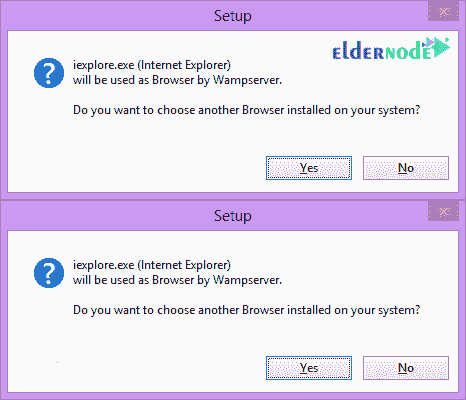 Setup
eldernode
iexplore.exe (Internet Explorer)
will be used as Browser by Wampserver.
Do you want to choose another Browser installed on your system?
Yes No
Setup
iexplore.exe (Internet Explorer)
will be used as Browser by Wampserver.
Do you want to choose another Browser installed on your system?
Yes No